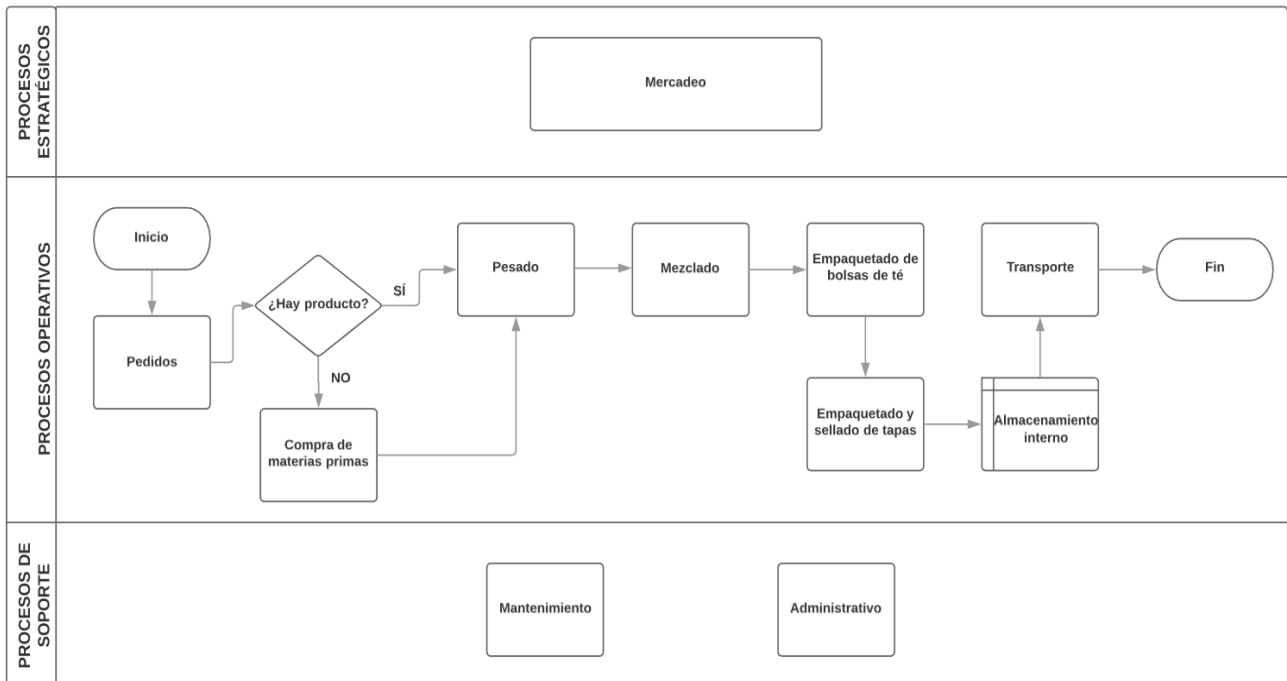 PROCESOS
ESTRATÉGICOS
Mercadeo
PROCESOS OPERATIVOS
Inicio
Pedidos
¿Hay producto?
SÍ
NO
Compra de
materias primas
Pesado
Mezclado
Empaquetado de
bolsas de té
Empaquetado y
sellado de tapas
Almacenamiento
interno
Transporte
Fin
PROCESOS DE
SOPORTE
Mantenimiento
Administrativo